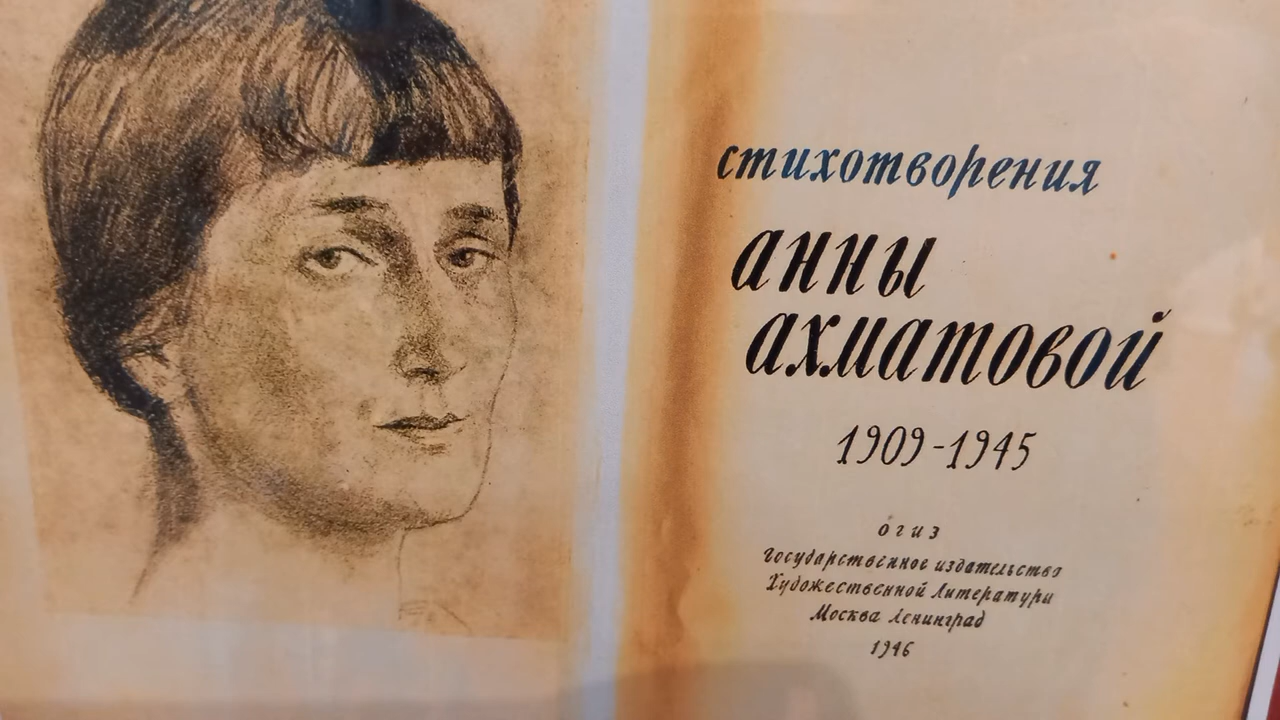 стихотворения
анны
ахматовой
1909-1945
огиз
Государственное издательство
Художественной Литературы
Москва Ленинград
1946